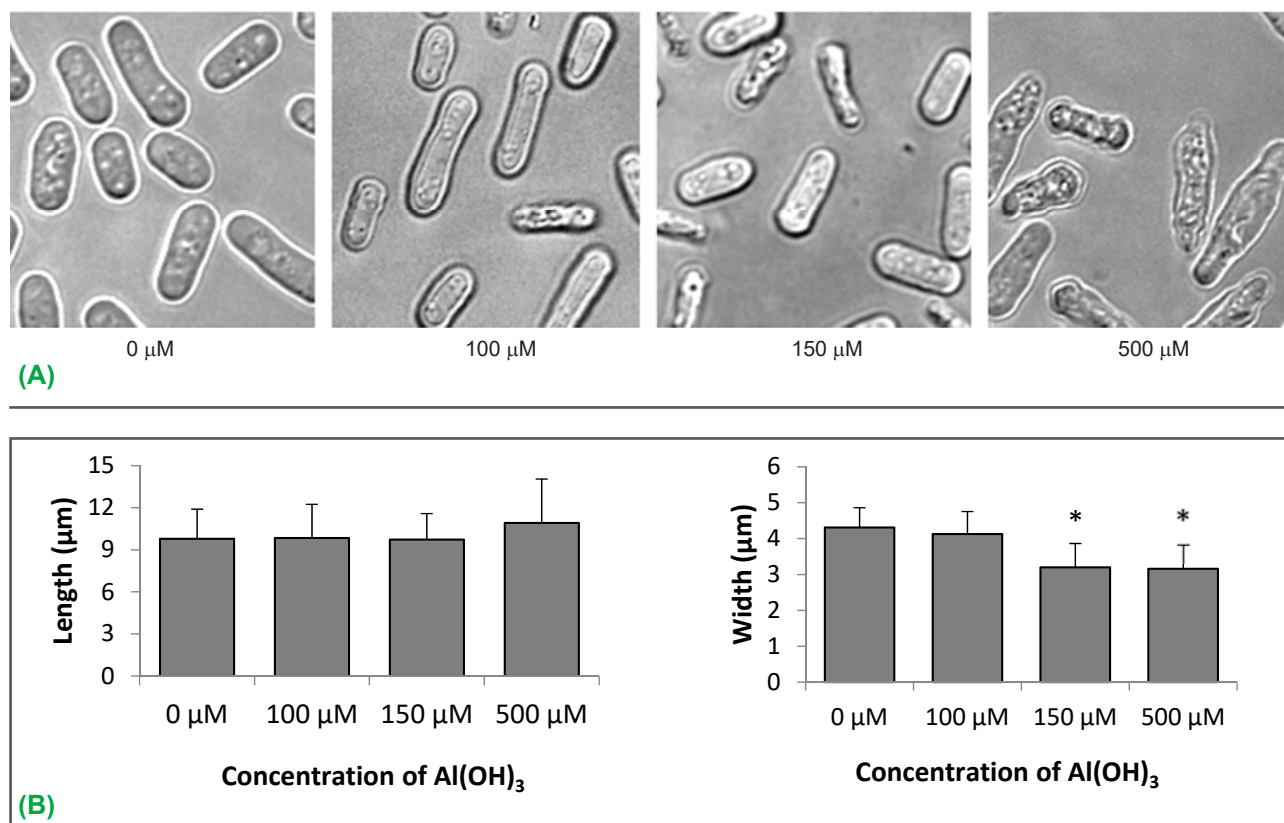 0 μM 100 μM 150 μM 500 μM
(A)
15
12
9
6
3
0
Length (μm)
0 μM 100 μM 150 μM 500 μM
Concentration of Al(OH)₃
6
5
4
3
2
1
0
Width (μm)
* *
0 μM 100 μM 150 μM 500 μM
Concentration of Al(OH)₃
(B)